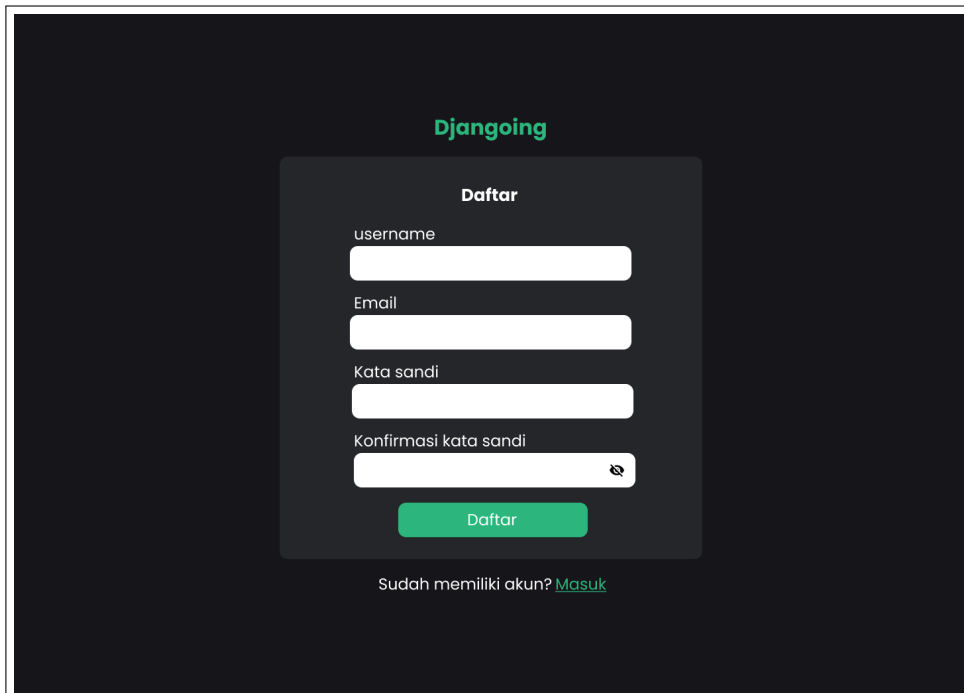 Djangoing
Daftar
username
Email
Kata sandi
Konfirmasi kata sandi
Daftar
Sudah memiliki akun? Masuk